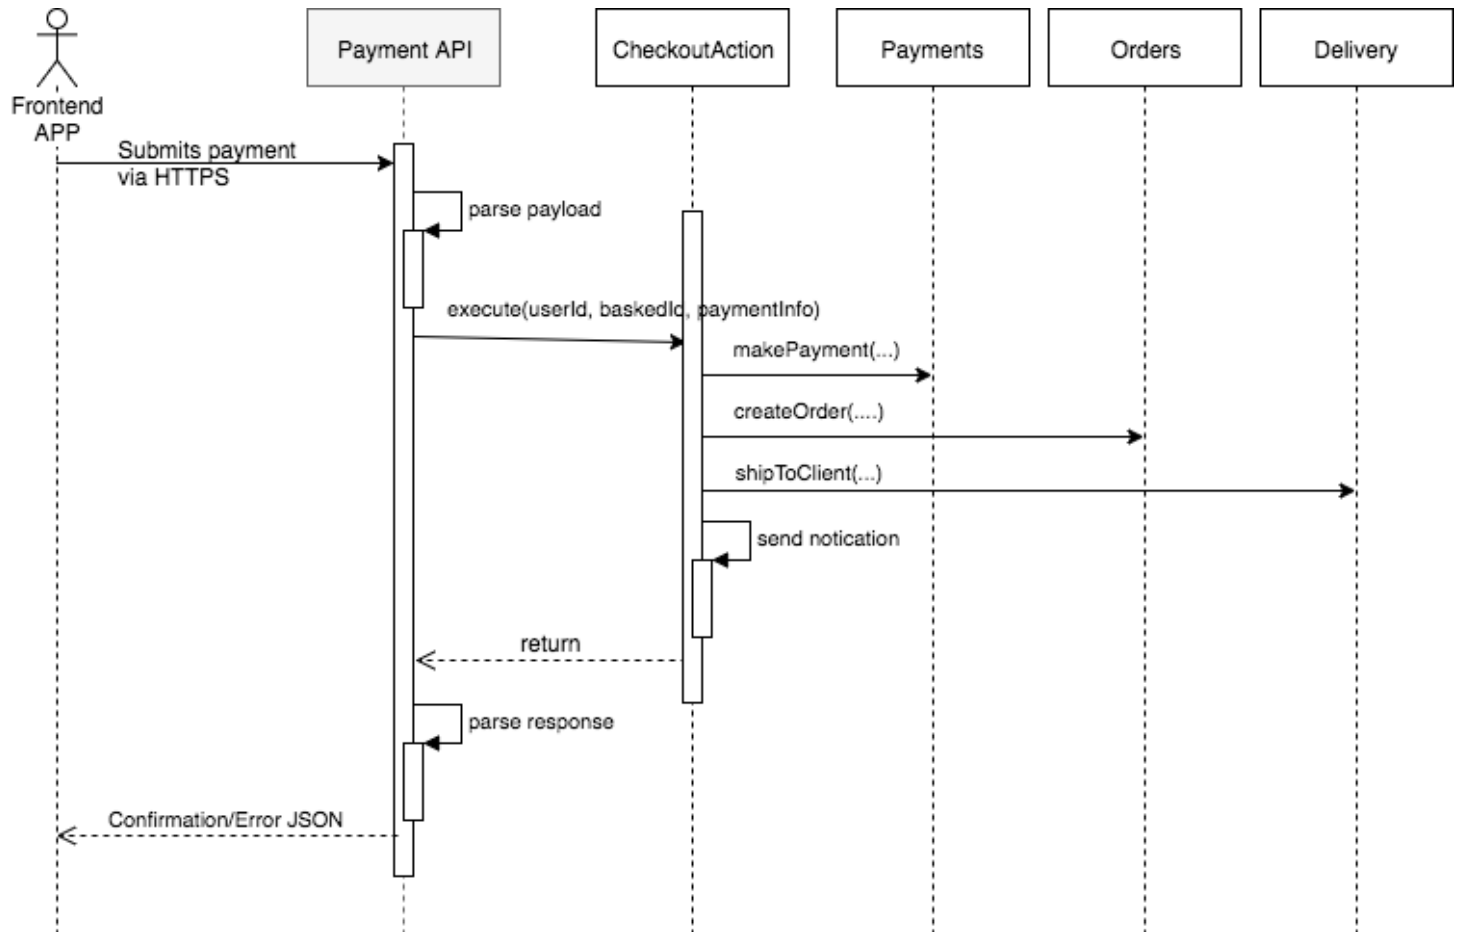 Frontend
APP
Payment API
CheckoutAction
Payments
Orders
Delivery
Submits payment
via HTTPS
parse payload
execute(userId, baskedId, paymentInfo)
makePayment(...)
createOrder(....)
shipToClient(...)
send notication
return
parse response
Confirmation/Error JSON